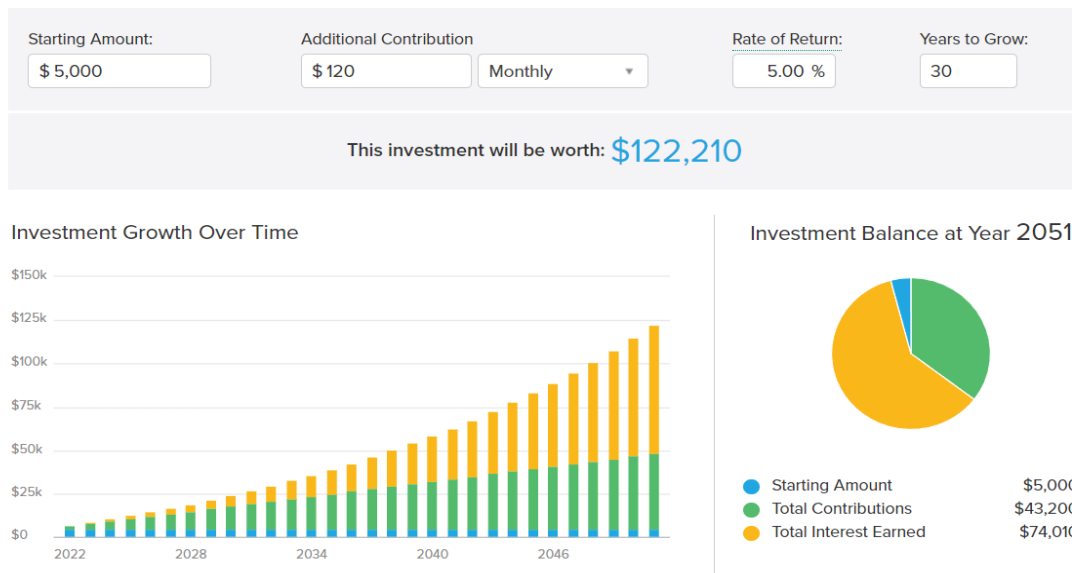 Starting Amount:
Additional Contribution
Rate of Return:
Years to Grow:
$ 5,000
$ 120
Monthly
5.00 %
30
This investment will be worth: $122,210
Investment Growth Over Time
$150k
$125k
$100k
$75k
$50k
$25k
$0
2022 2028 2034 2040 2046
Investment Balance at Year 2051
Starting Amount $5,000
Total Contributions $43,200
Total Interest Earned $74,010